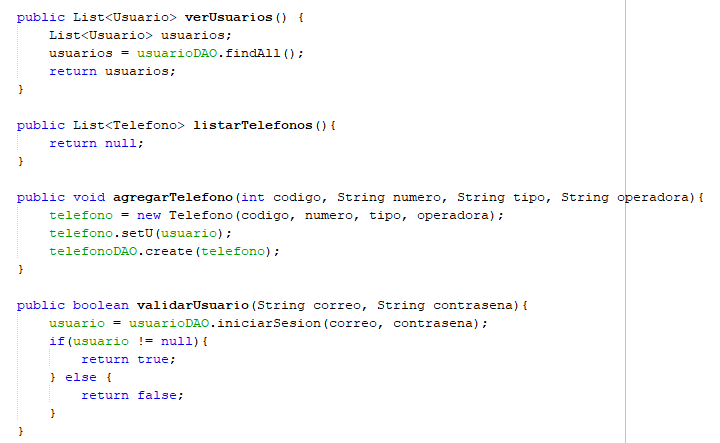 public List<Usuario> verUsuarios() {
    List<Usuario> usuarios;
    usuarios = usuarioDAO.findAll();
    return usuarios;
}

public List<Telefono> listarTelefonos(){
    return null;
}

public void agregarTelefono(int codigo, String numero, String tipo, String operadora){
    telefono = new Telefono(codigo, numero, tipo, operadora);
    telefono.setU(usuario);
    telefonoDAO.create(telefono);
}

public boolean validarUsuario(String correo, String contrasena){
    usuario = usuarioDAO.iniciarSesion(correo, contrasena);
    if(usuario != null){
        return true;
    } else {
        return false;
    }
}